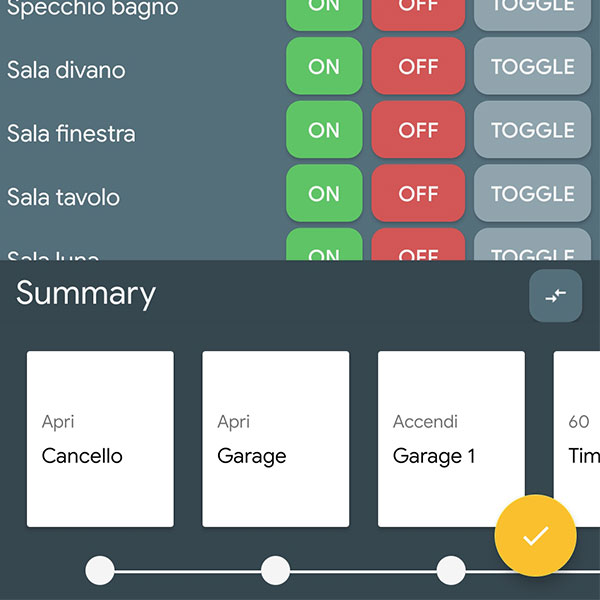 Specchio bagno ON OFF TOGGLE
Sala divano ON OFF TOGGLE
Sala finestra ON OFF TOGGLE
Sala tavolo ON OFF TOGGLE
Sala luna ON OFF TOGGLE
Summary
Apri
Cancello
Apri
Garage
Accendi
Garage 1
60
Tim